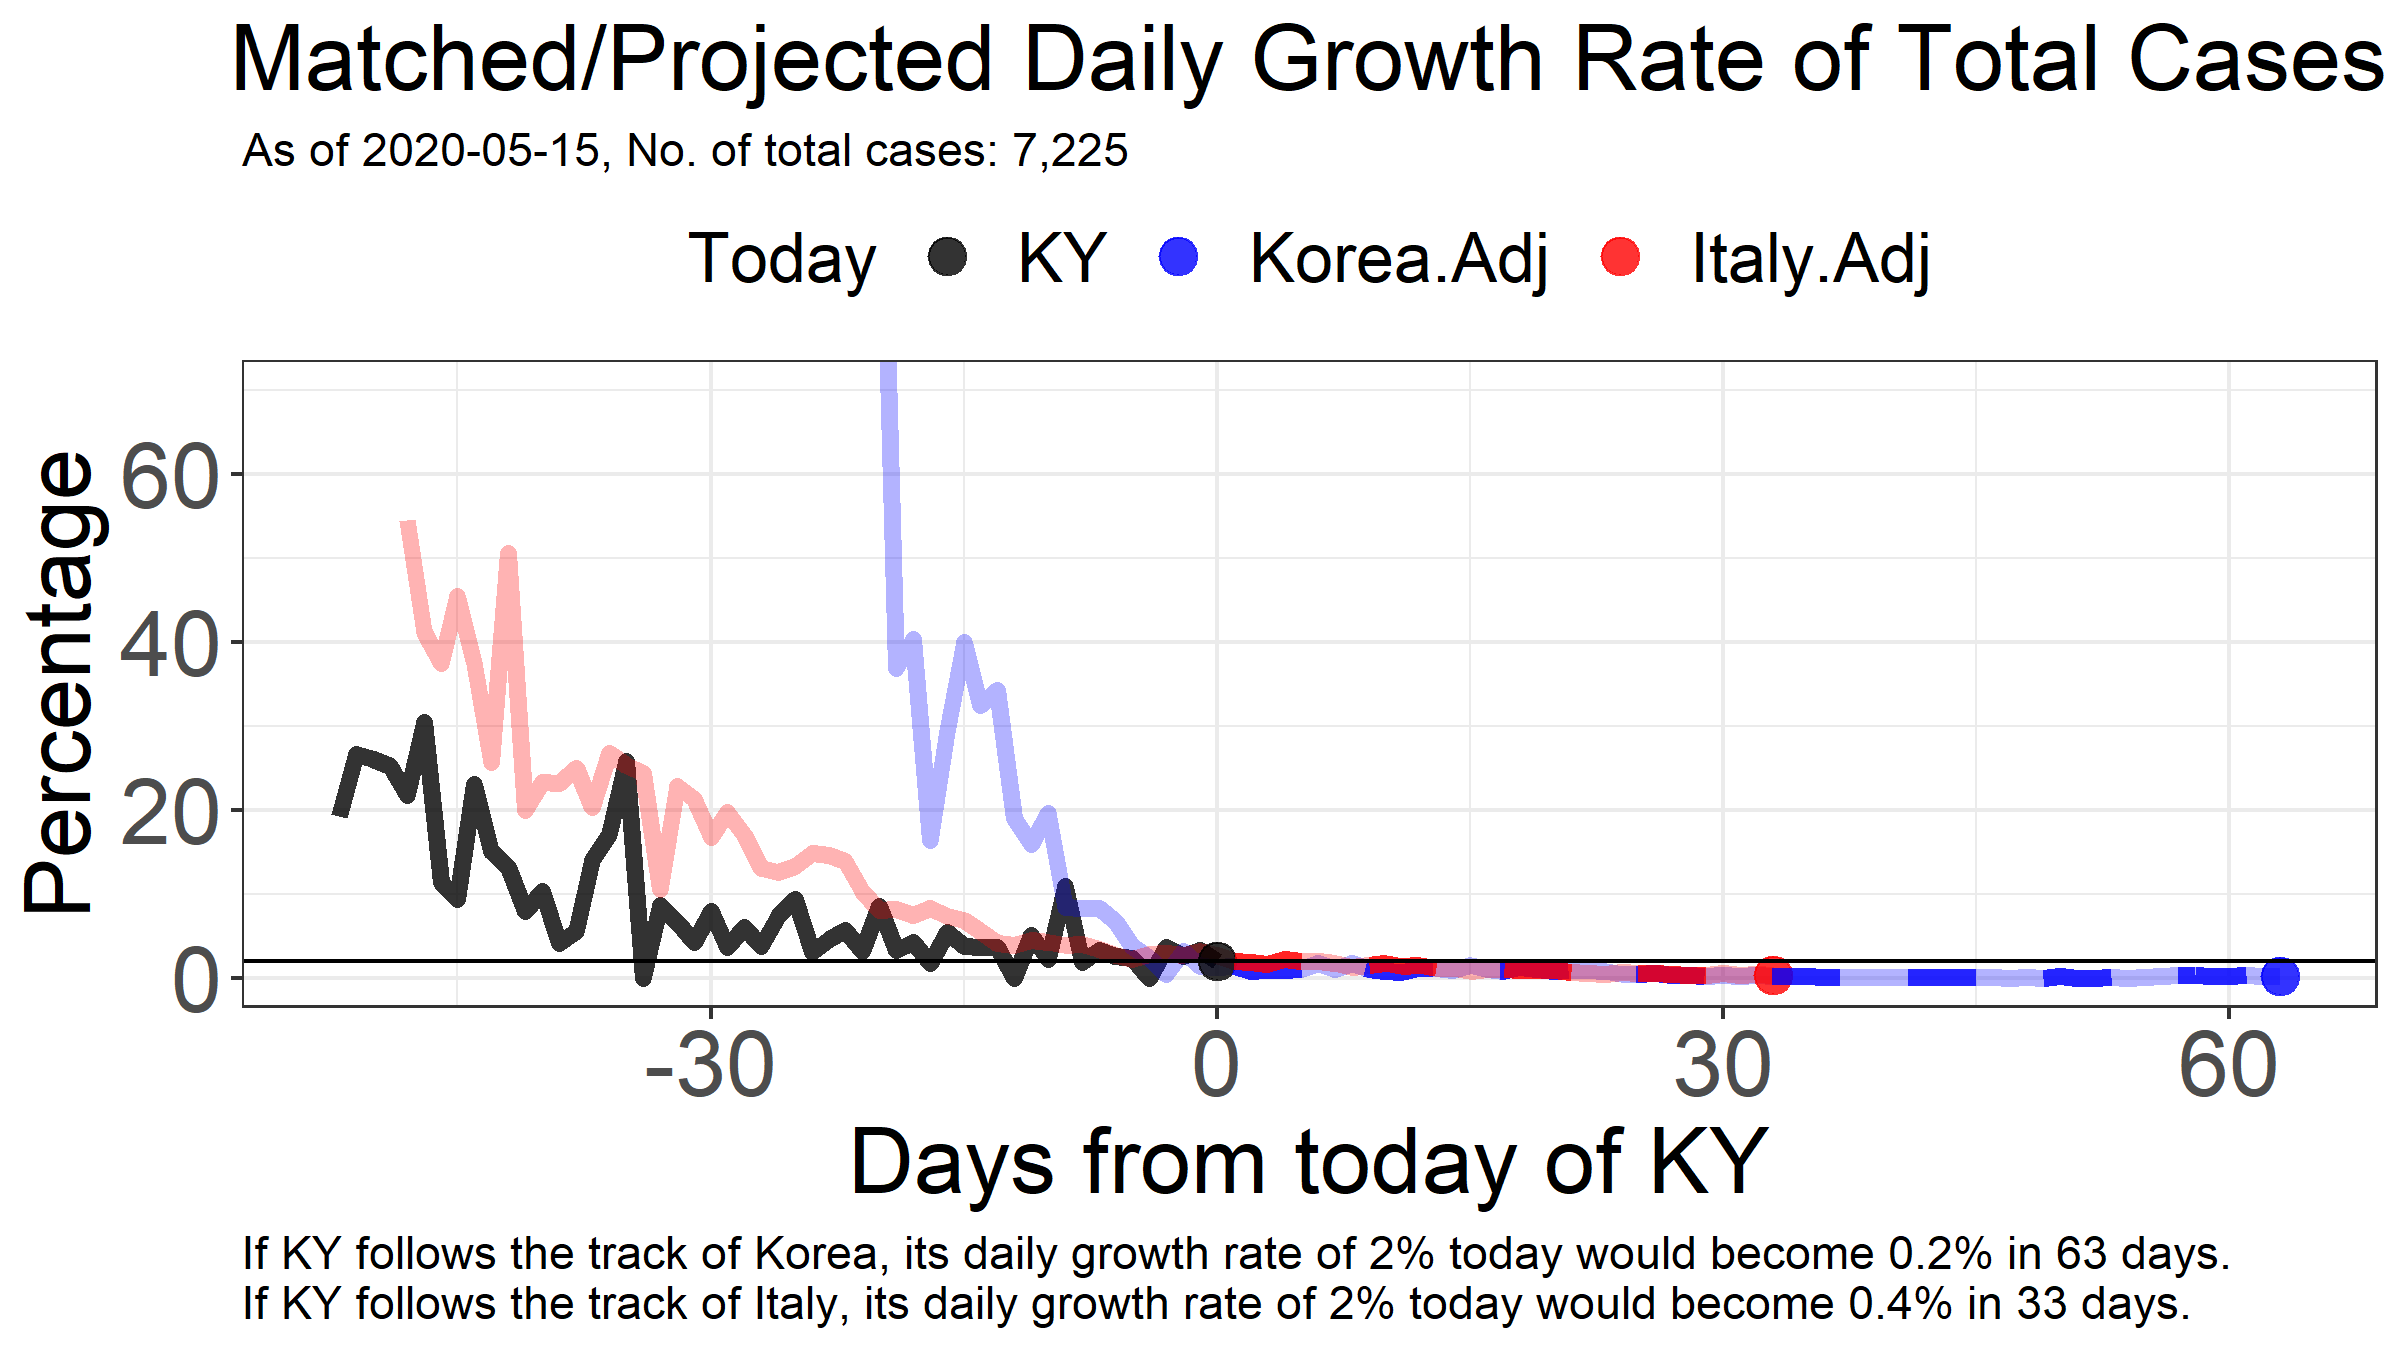 Matched/Projected Daily Growth Rate of Total Cases
As of 2020-05-15, No. of total cases: 7,225
Today KY Korea.Adj Italy.Adj
Percentage
60
40
20
0
-30 0 30 60
Days from today of KY
If KY follows the track of Korea, its daily growth rate of 2% today would become 0.2% in 63 days.
If KY follows the track of Italy, its daily growth rate of 2% today would become 0.4% in 33 days.